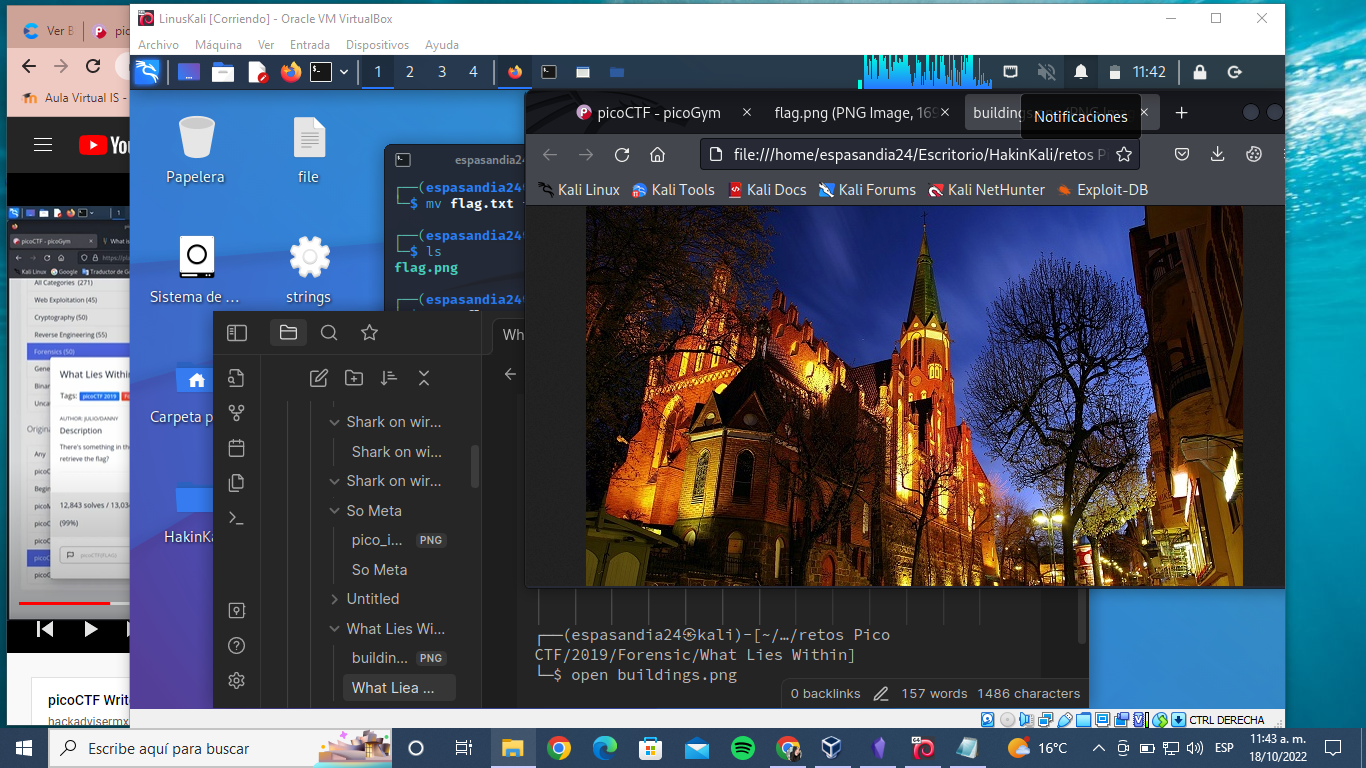 LinusKali [Corriendo] - Oracle VM VirtualBox
Archivo Máquina Ver Entrada Dispositivos Ayuda
1 2 3 4
11:42
Ver
Aula Virtual IS -
Papelera
file
Sistema de ...
strings
Carpeta
espasandia24
┌──(espasandia24
└─$ mv flag.txt
┌──(espasandia24
└─$ ls
flag.png
┌──(espasandia24
picoCTF - picoGym
flag.png (PNG Image, 169
Notificaciones
file:///home/espasandia24/Escritorio/HakinKali/retos
Kali Linux Kali Tools Kali Docs Kali Forums Kali NetHunter Exploit-DB
picoCTF - picoGym
Kali Linux Google
All Categories (271)
Web Exploitation (45)
Cryptography (50)
Reverse Engineering (55)
Forensics (50)
What Lies Within
Tags: picoCTF 2019
AUTHOR: JULIO/DANNY
Description
There's something in the
retrieve the flag?
Any
12,843 solves / 13,03
(99%)
picoCTF{FLAG}
picoCTF Write
hackadvisermx
Shark on wir...
Shark on wi...
Shark on wir...
So Meta
pico_i... PNG
So Meta
Untitled
What Lies Wi...
buildin... PNG
What Liea ...
┌──(espasandia24㉿kali)-[~/…/retos Pico
CTF/2019/Forensic/What Lies Within]
└─$ open buildings.png
0 backlinks 157 words 1486 characters
CTRL DERECHA
Escribe aquí para buscar
16°C
ESP
11:43 a. m.
18/10/2022